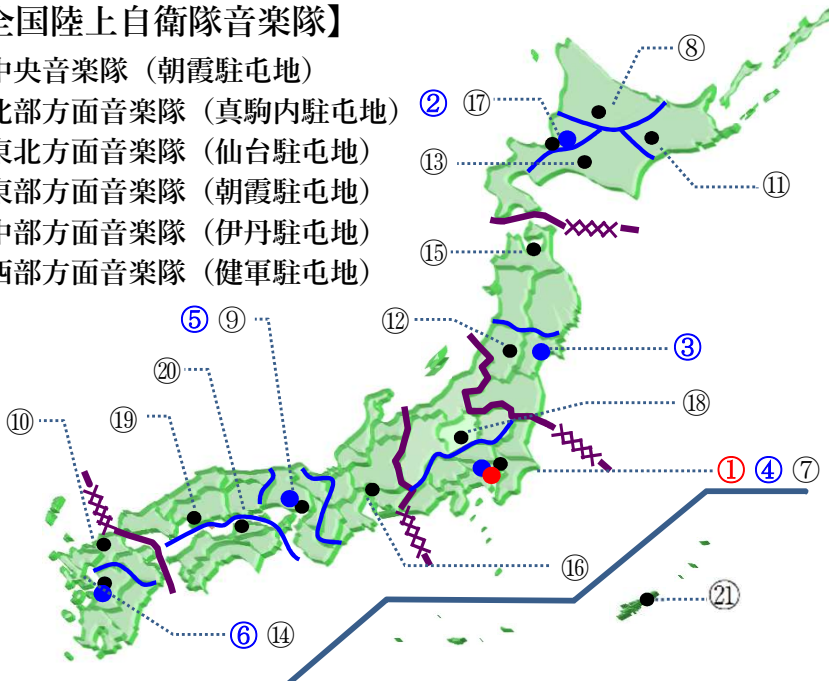 全国陸上自衛隊音楽隊】
中央音楽隊（朝霞駐屯地）
北部方面音楽隊（真駒内駐屯地）
東北方面音楽隊（仙台駐屯地）
東部方面音楽隊（朝霞駐屯地）
中部方面音楽隊（伊丹駐屯地）
西部方面音楽隊（健軍駐屯地）
⑧
② ⑰
⑬
⑪
⑮
⑤ ⑨
⑫
③
⑳
⑱
⑩
⑲
① ④ ⑦
⑯
㉑
⑥ ⑭